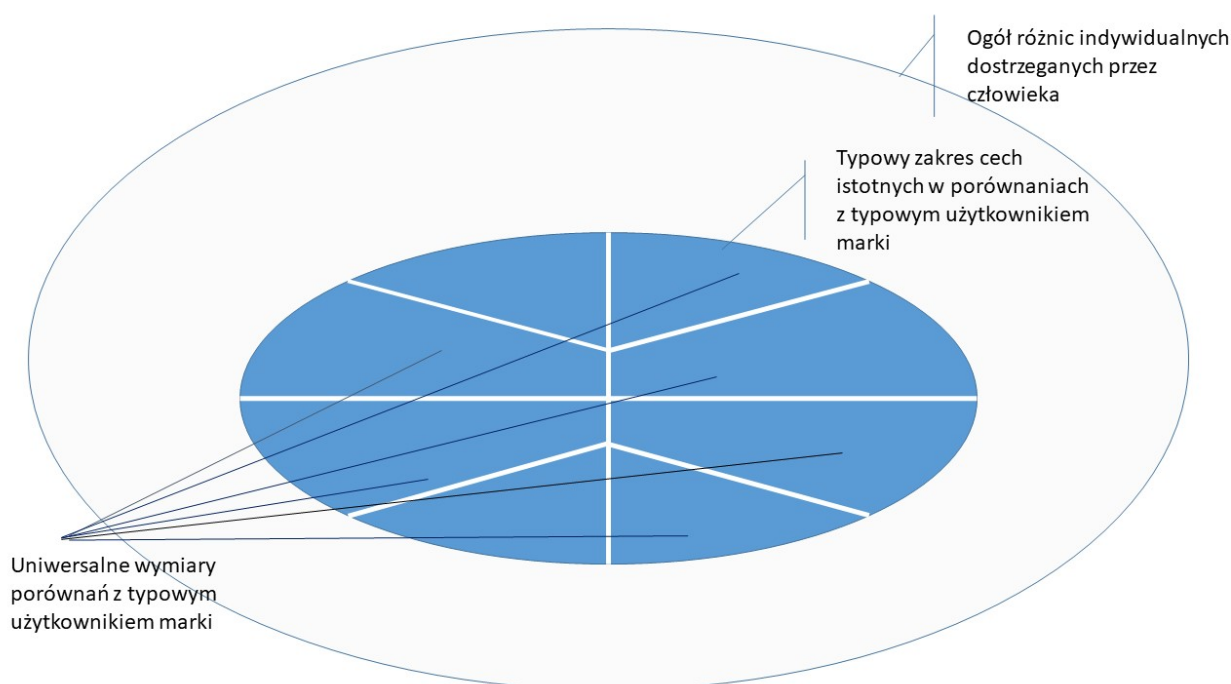 Ogół różnic indywidualnych
dostrzeganych przez
człowieka
Typowy zakres cech
istotnych w porównaniach
z typowym użytkownikiem
marki
Uniwersalne wymiary
porównań z typowym
użytkownikiem marki